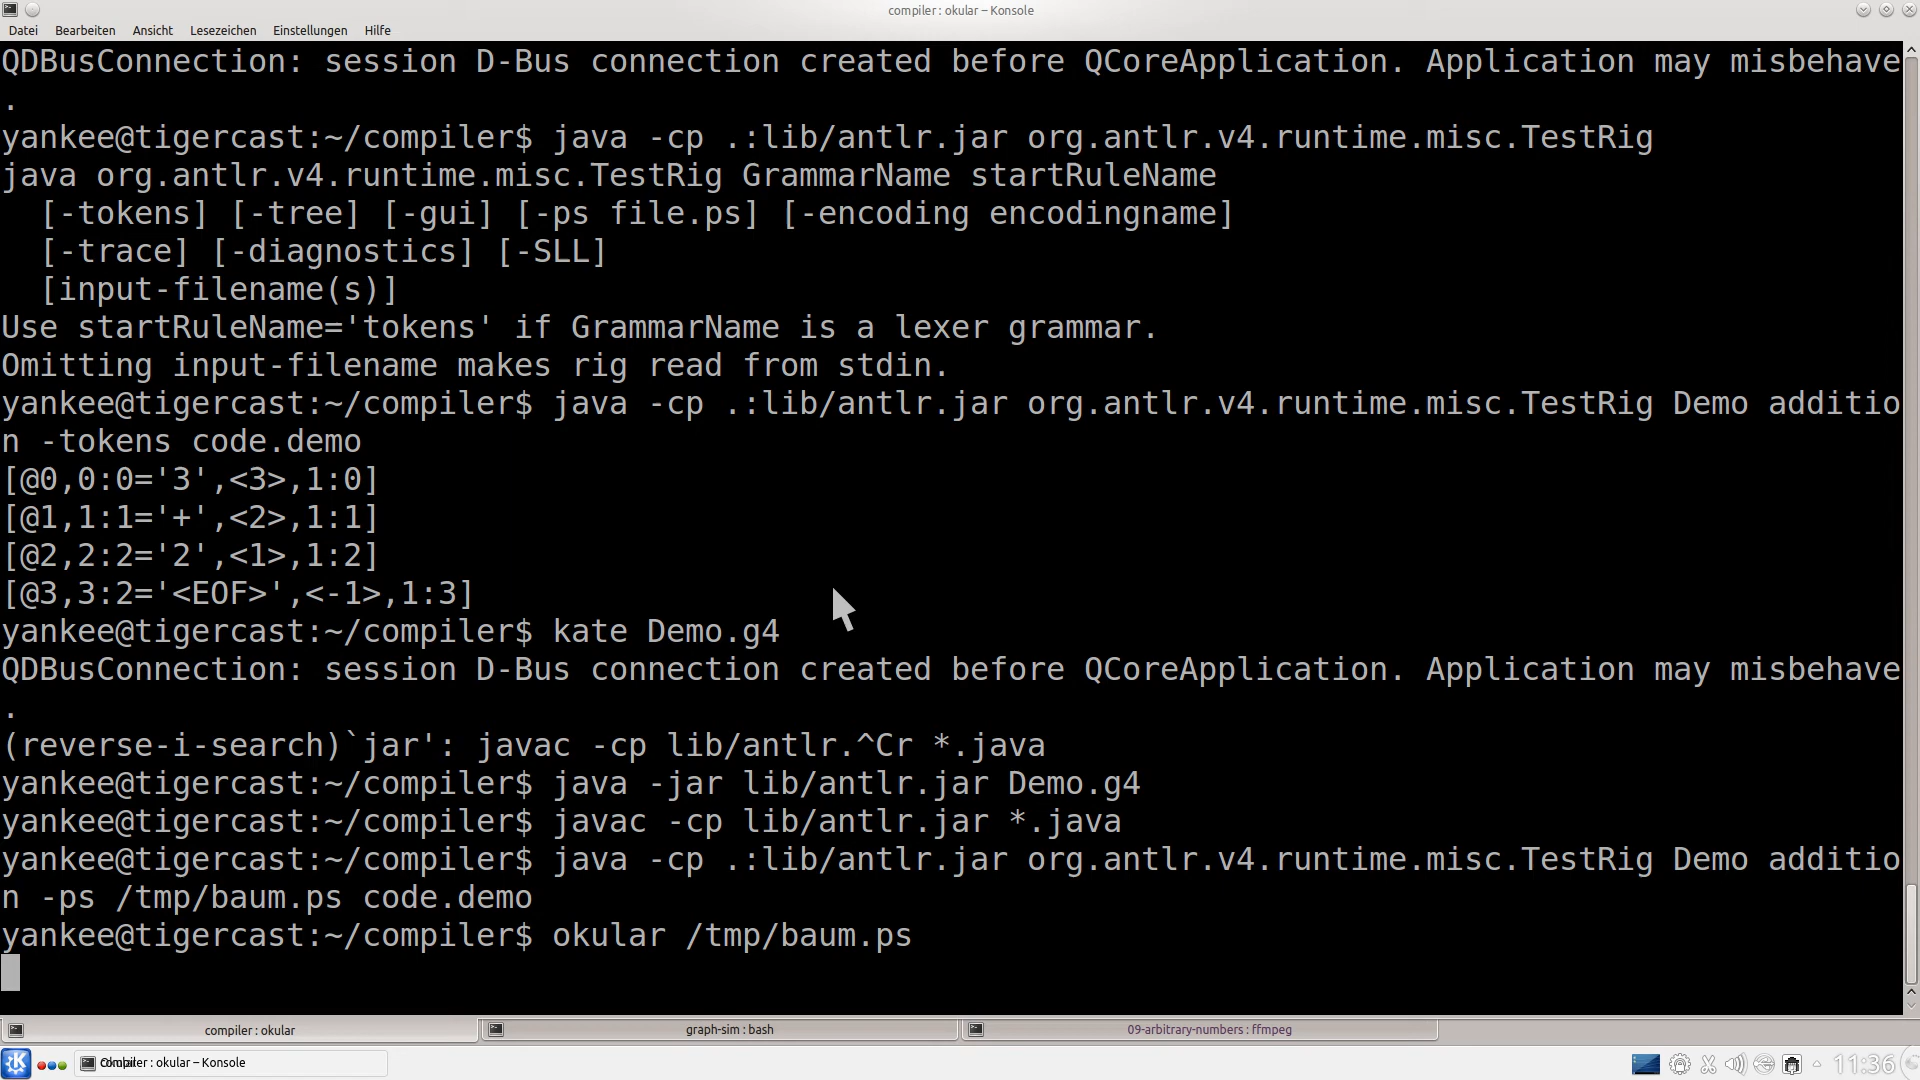 compiler : okular – Konsole
Datei Bearbeiten Ansicht Lesezeichen Einstellungen Hilfe
QDBusConnection: session D-Bus connection created before QCoreApplication. Application may misbehave
.
yankee@tigercast:~/compiler$ java -cp .:lib/antlr.jar org.antlr.v4.runtime.misc.TestRig
java org.antlr.v4.runtime.misc.TestRig GrammarName startRuleName
[-tokens] [-tree] [-gui] [-ps file.ps] [-encoding encodingname]
[-trace] [-diagnostics] [-SLL]
[input-filename(s)]
Use startRuleName='tokens' if GrammarName is a lexer grammar.
Omitting input-filename makes rig read from stdin.
yankee@tigercast:~/compiler$ java -cp .:lib/antlr.jar org.antlr.v4.runtime.misc.TestRig Demo additio
n -tokens code.demo
[@0,0:0='3',<3>,1:0]
[@1,1:1='+',<2>,1:1]
[@2,2:2='2',<1>,1:2]
[@3,3:2='<EOF>',<-1>,1:3]
yankee@tigercast:~/compiler$ kate Demo.g4
QDBusConnection: session D-Bus connection created before QCoreApplication. Application may misbehave
.
(reverse-i-search)`jar': javac -cp lib/antlr.^Cr *.java
yankee@tigercast:~/compiler$ java -jar lib/antlr.jar Demo.g4
yankee@tigercast:~/compiler$ javac -cp lib/antlr.jar *.java
yankee@tigercast:~/compiler$ java -cp .:lib/antlr.jar org.antlr.v4.runtime.misc.TestRig Demo additio
n -ps /tmp/baum.ps code.demo
yankee@tigercast:~/compiler$ okular /tmp/baum.ps
compiler : okular
graph-sim : bash
09-arbitrary-numbers : ffmpeg
: okular – Konsole
11:36